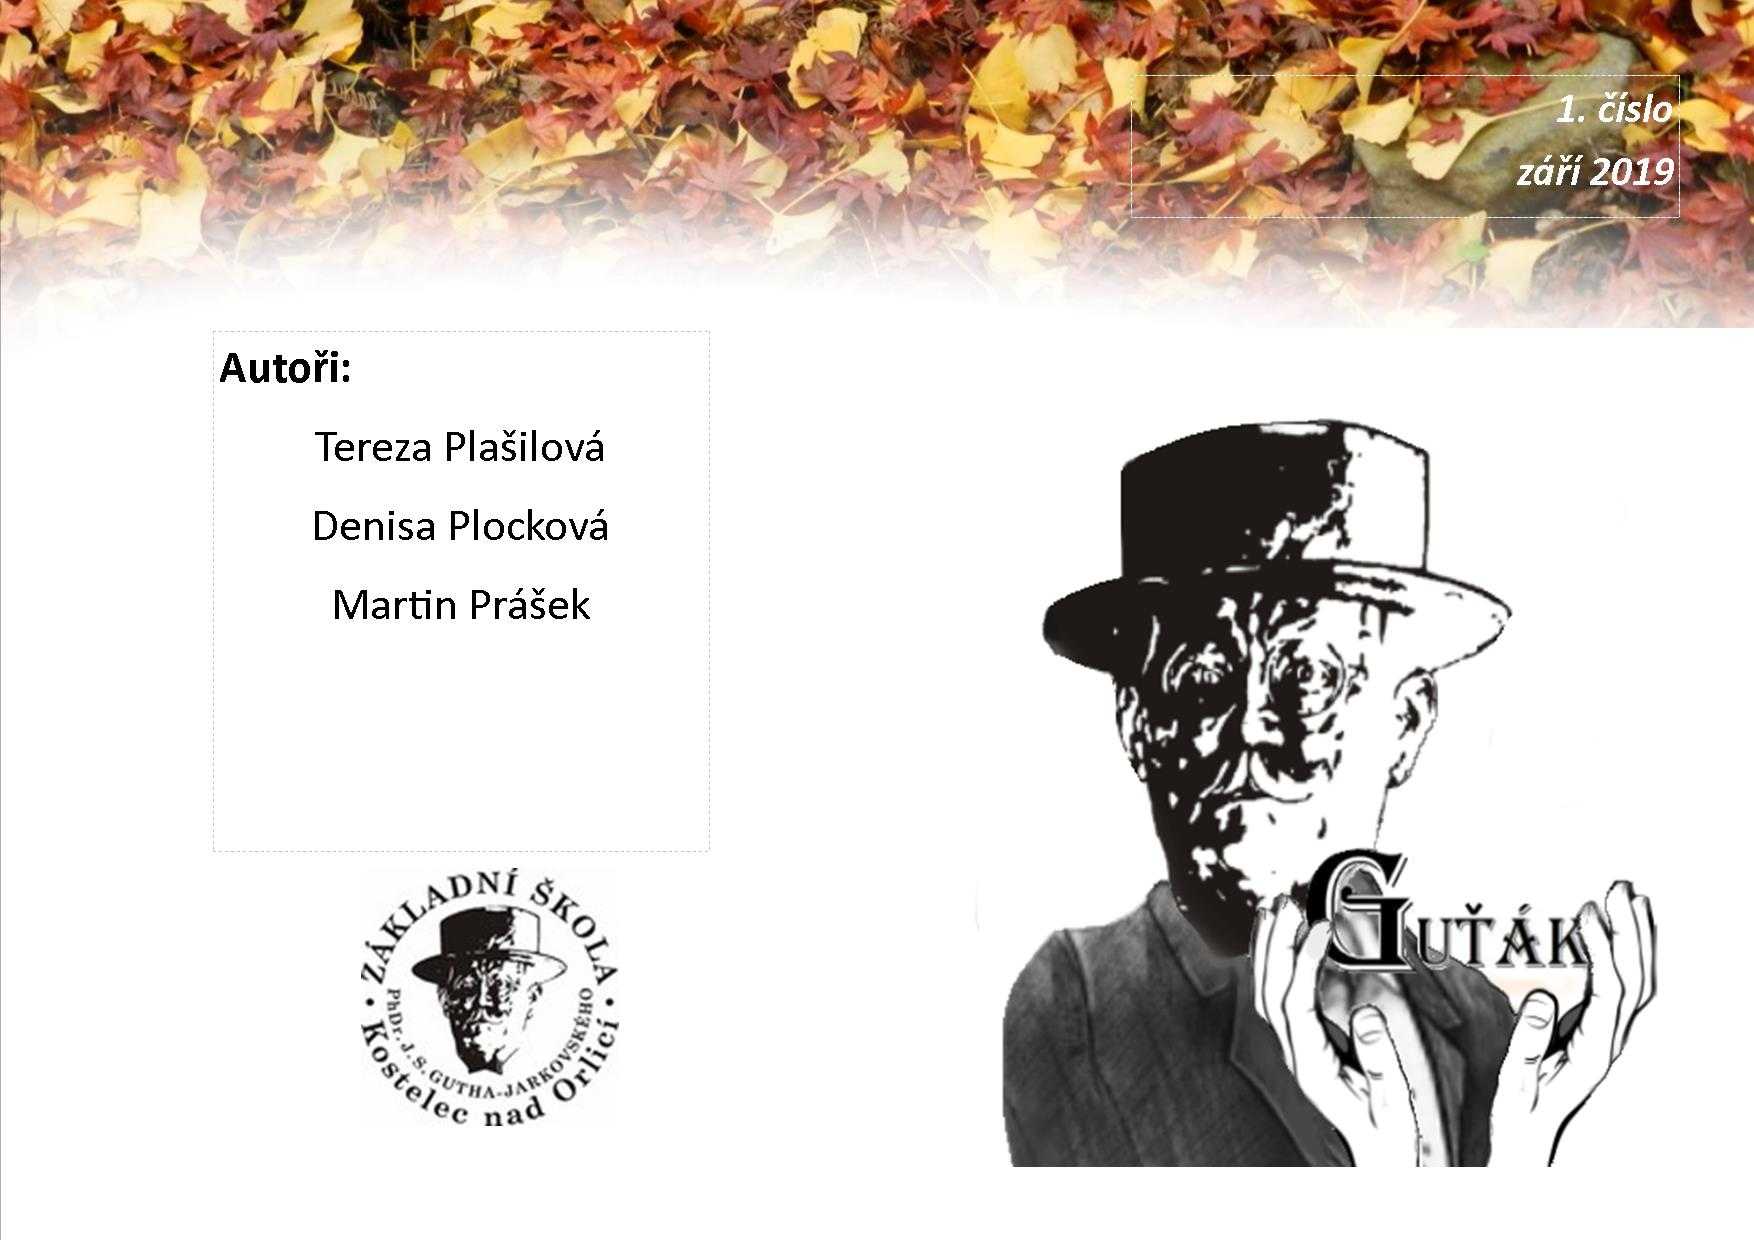 1. číslo
září 2019
Autoři:
Tereza Plašilová
Denisa Plocková
Martin Prášek
ZÁKLADNÍ ŠKOLA
PhDr. J. S. GUTHA-JARKOVSKÉHO
Kostelec nad Orlicí
GUŤÁK